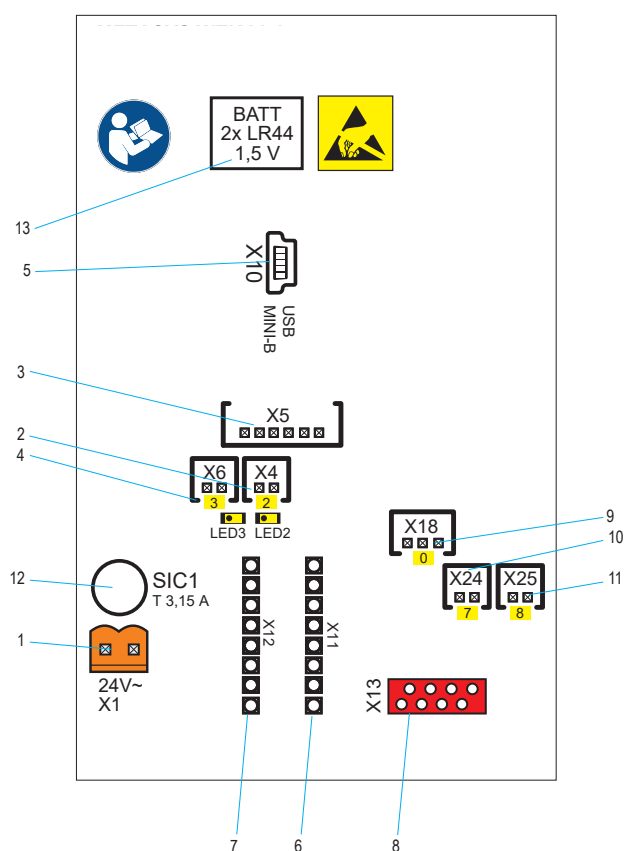 BATT
2x LR44
1,5 V
13
5
X10
USB
MINI-B
3
X5
2
4
X6
X4
3
2
LED3
LED2
X18
0
9
10
X24
X25
11
7
8
12
SIC1
T 3,15 A
X12
X11
1
24V~
X1
X13
7
6
8